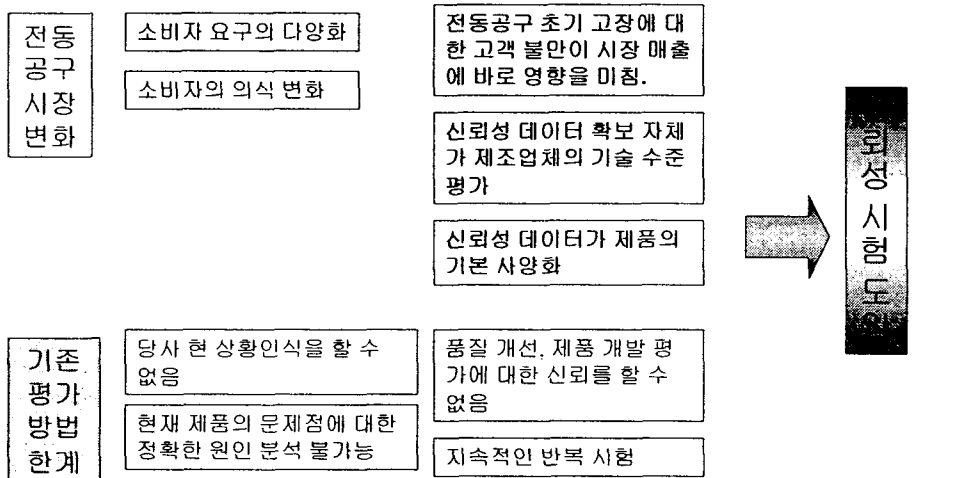 전동
공구
시장
변화
소비자 요구의 다양화
소비자의 의식 변화
전동공구 초기 고장에 대
한 고객 불만이 시장 매출
에 바로 영향을 미침.
신뢰성 데이터 확보 자체
가 제조업체의 기술 수준
평가
신뢰성 데이터가 제품의
기본 사양화
뢰성 시험 도
기존
평가
방법
한계
당사 현 상황인식을 할 수
없음
현재 제품의 문제점에 대한
정확한 원인 분석 불가능
품질 개선, 제품 개발 평
가에 대한 신뢰를 할 수
없음
지속적인 반복 시험